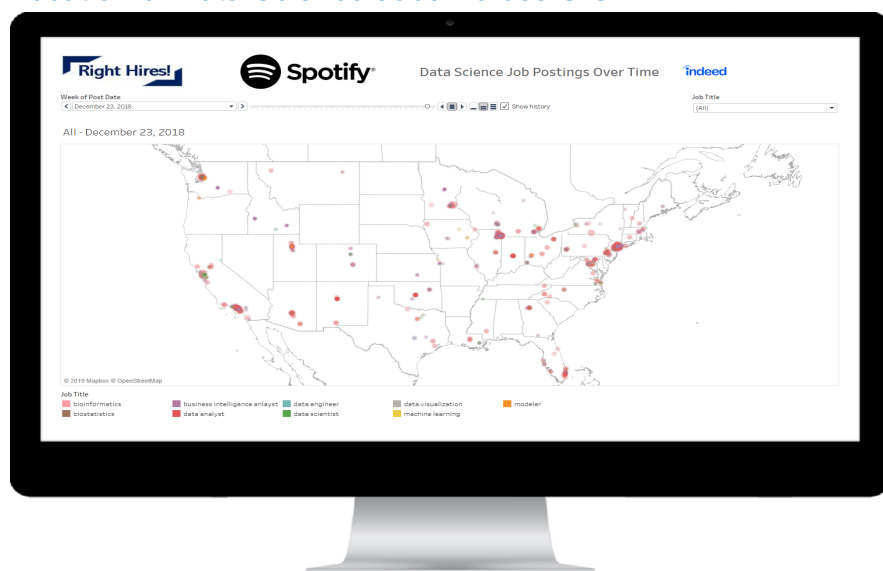 Right Hires!
Spotify®
Data Science Job Postings Over Time
indeed
Week of Post Date
December 23, 2018
Show history
Job Title
(All)
All - December 23, 2018
© 2019 Mapbox © OpenStreetMap
Job Title
bioinformatics
business intelligence anlayst
data engineer
data visualization
modeler
biostatistics
data analyst
data scientist
machine learning